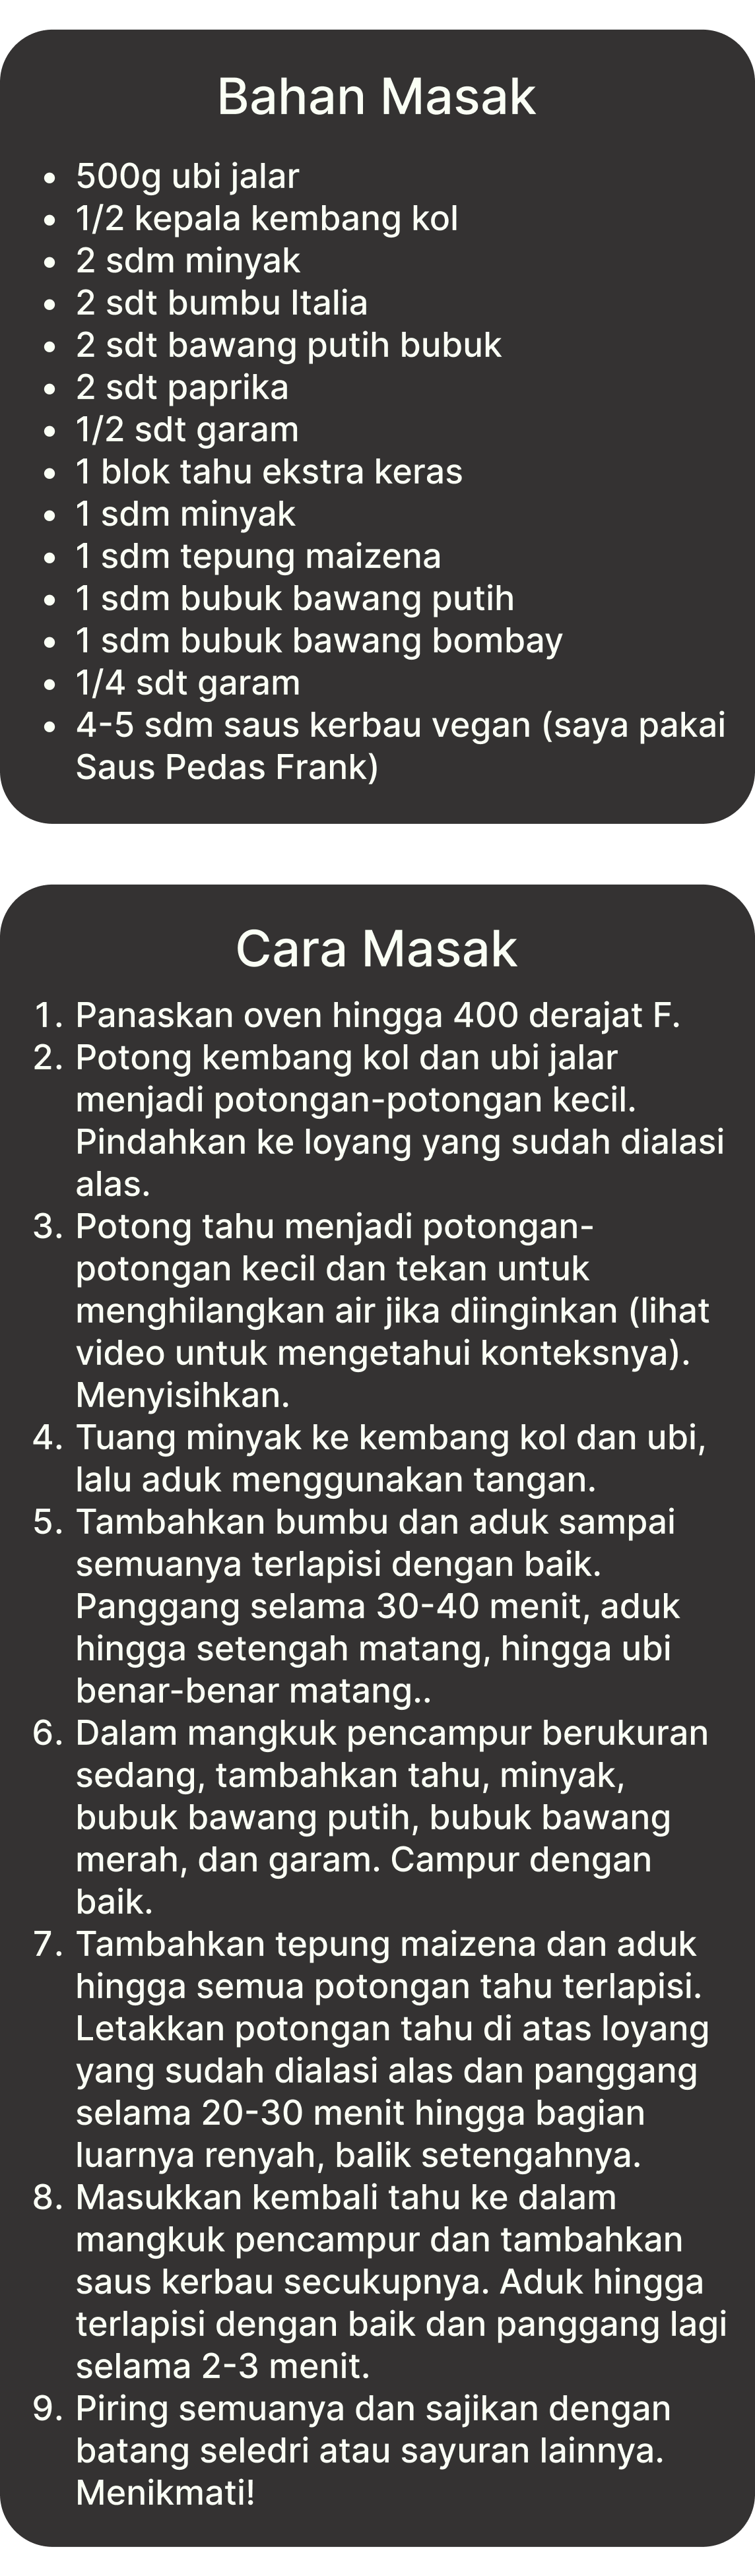 Bahan Masak
• 500g ubi jalar
• 1/2 kepala kembang kol
• 2 sdm minyak
• 2 sdt bumbu Italia
• 2 sdt bawang putih bubuk
• 2 sdt paprika
• 1/2 sdt garam
• 1 blok tahu ekstra keras
• 1 sdm minyak
• 1 sdm tepung maizena
• 1 sdm bubuk bawang putih
• 1 sdm bubuk bawang bombay
• 1/4 sdt garam
• 4-5 sdm saus kerbau vegan (saya pakai
Saus Pedas Frank)
Cara Masak
1. Panaskan oven hingga 400 derajat F.
2. Potong kembang kol dan ubi jalar
menjadi potongan-potongan kecil.
Pindahkan ke loyang yang sudah dialasi
alas.
3. Potong tahu menjadi potongan-
potongan kecil dan tekan untuk
menghilangkan air jika diinginkan (lihat
video untuk mengetahui konteksnya).
Menyisihkan.
4. Tuang minyak ke kembang kol dan ubi,
lalu aduk menggunakan tangan.
5. Tambahkan bumbu dan aduk sampai
semuanya terlapisi dengan baik.
Panggang selama 30-40 menit, aduk
hingga setengah matang, hingga ubi
benar-benar matang..
6. Dalam mangkuk pencampur berukuran
sedang, tambahkan tahu, minyak,
bubuk bawang putih, bubuk bawang
merah, dan garam. Campur dengan
baik.
7. Tambahkan tepung maizena dan aduk
hingga semua potongan tahu terlapisi.
Letakkan potongan tahu di atas loyang
yang sudah dialasi alas dan panggang
selama 20-30 menit hingga bagian
luarnya renyah, balik setengahnya.
8. Masukkan kembali tahu ke dalam
mangkuk pencampur dan tambahkan
saus kerbau secukupnya. Aduk hingga
terlapisi dengan baik dan panggang lagi
selama 2-3 menit.
9. Piring semuanya dan sajikan dengan
batang seledri atau sayuran lainnya.
Menikmati!